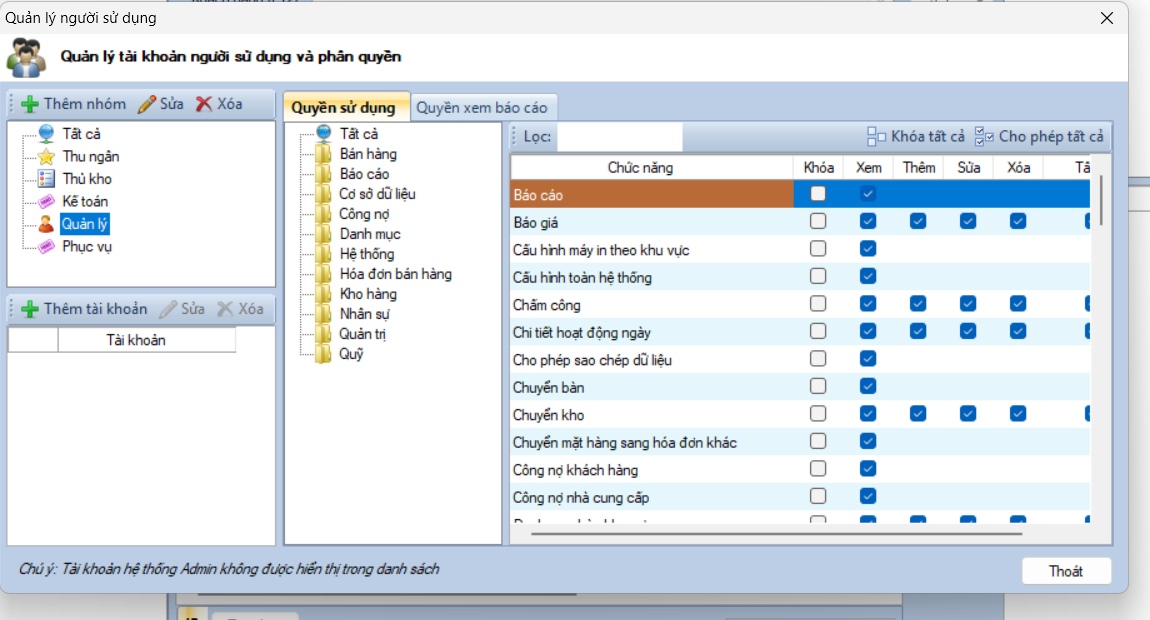 Quản lý người sử dụng
Quản lý tài khoản người sử dụng và phân quyền
Thêm nhóm Sửa Xóa
Tất cả
Thu ngân
Thủ kho
Kế toán
Quản lý
Phục vụ
Thêm tài khoản Sửa Xóa
Tài khoản
Quyền sử dụng Quyền xem báo cáo
Tất cả
Bán hàng
Báo cáo
Cơ sở dữ liệu
Công nợ
Danh mục
Hệ thống
Hóa đơn bán hàng
Kho hàng
Nhân sự
Quản trị
Quỹ
Lọc: Khóa tất cả Cho phép tất cả
Chức năng Khóa Xem Thêm Sửa Xóa
Báo cáo
Báo giá
Cấu hình máy in theo khu vực
Cấu hình toàn hệ thống
Chấm công
Chi tiết hoạt động ngày
Cho phép sao chép dữ liệu
Chuyển bàn
Chuyển kho
Chuyển mặt hàng sang hóa đơn khác
Công nợ khách hàng
Công nợ nhà cung cấp
Chú ý: Tài khoản hệ thống Admin không được hiển thị trong danh sách
Thoát